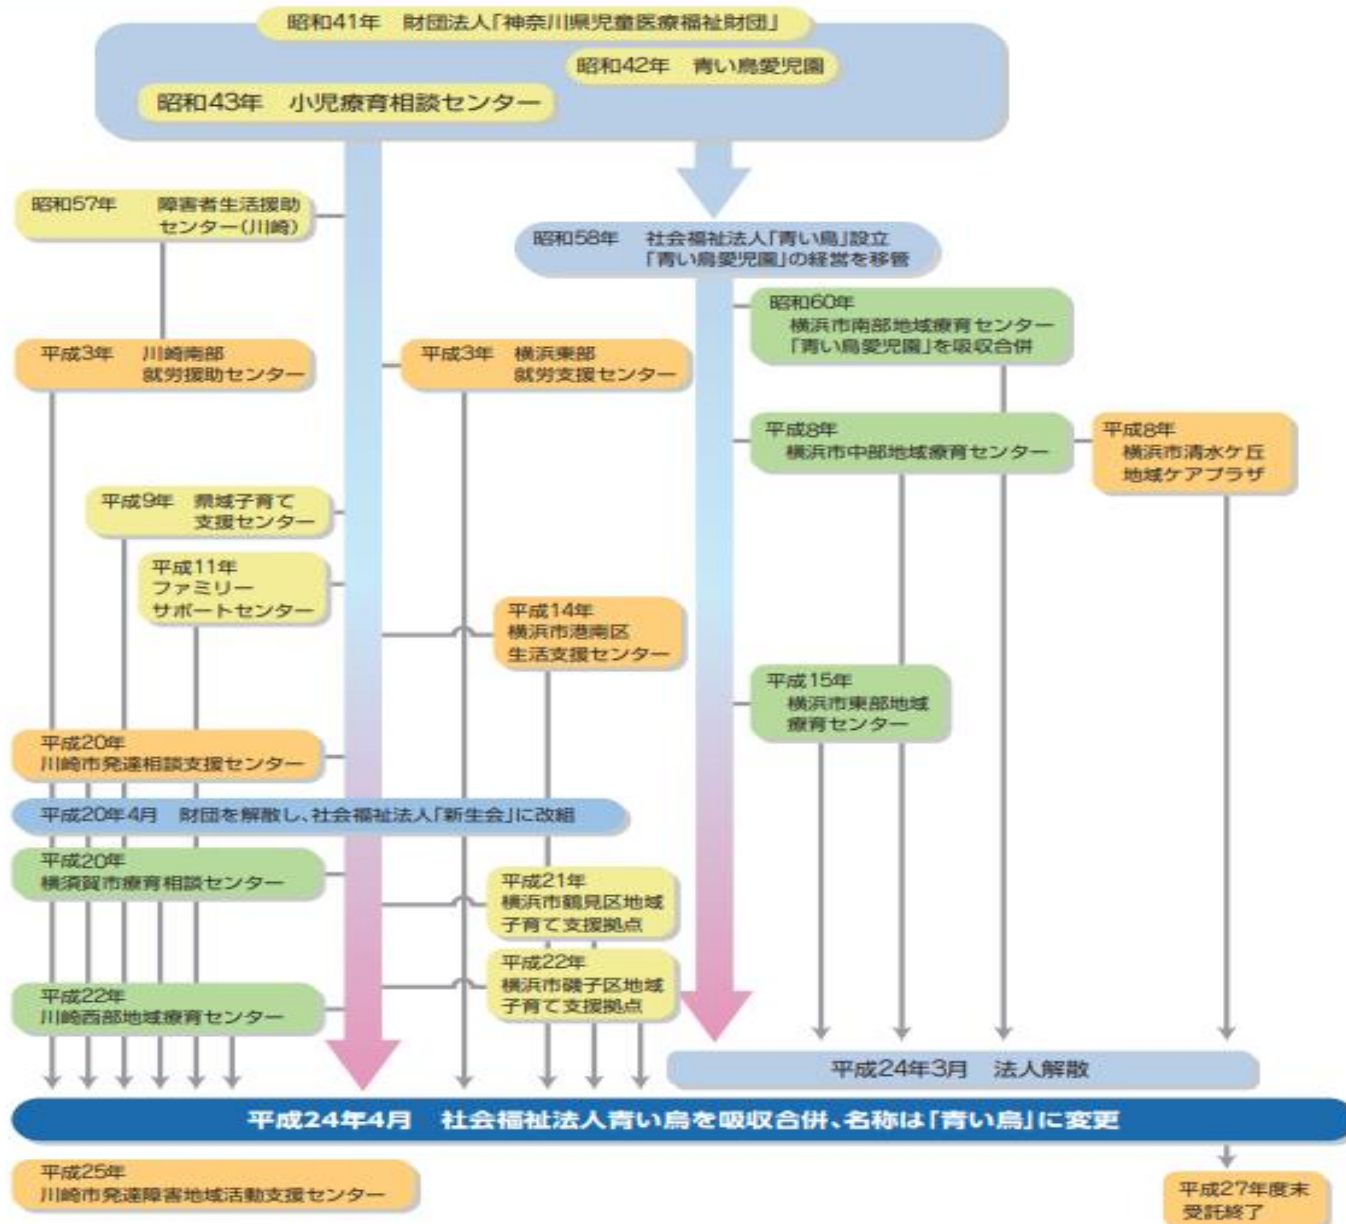 昭和41年　財団法人「神奈川県児童医療福祉財団」
昭和42年　青い鳥愛児園
昭和43年　小児療育相談センター
昭和57年　障害者生活援助
センター(川崎)
昭和58年　社会福祉法人「青い鳥」設立
「青い鳥愛児園」の経営を移管
昭和60年
横浜市南部地域療育センター
「青い鳥愛児園」を吸収合併
平成3年　川崎南部
就労援助センター
平成3年　横浜東部
就労支援センター
平成8年
横浜市中部地域療育センター
平成8年
横浜市清水ケ丘
地域ケアプラザ
平成9年　県域子育て
支援センター
平成11年
ファミリー
サポートセンター
平成14年
横浜市港南区
生活支援センター
平成15年
横浜市東部地域
療育センター
平成20年
川崎市発達相談支援センター
平成20年4月　財団を解散し、社会福祉法人「新生会」に改組
平成20年
横須賀市療育相談センター
平成21年
横浜市鶴見区地域
子育て支援拠点
平成22年
横浜市磯子区地域
子育て支援拠点
平成22年
川崎西部地域療育センター
平成24年3月　法人解散
平成24年4月　社会福祉法人青い鳥を吸収合併、名称は「青い鳥」に変更
平成25年
川崎市発達障害地域活動支援センター
平成27年度末
受託終了